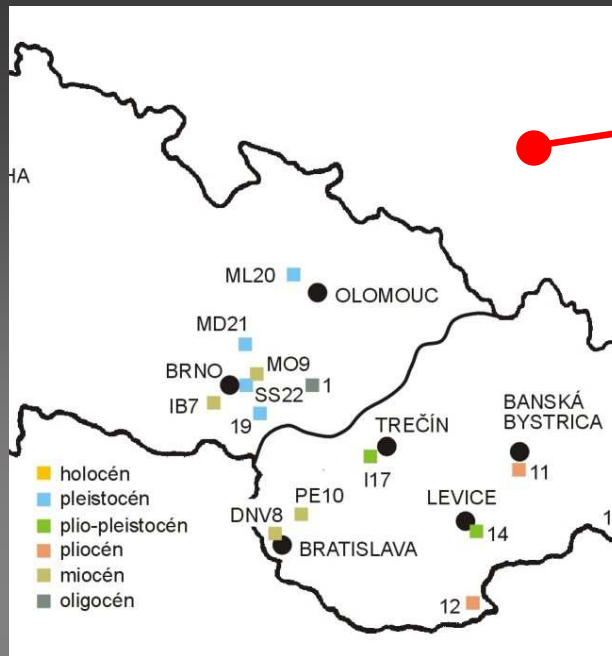 HA
ML20
OLOMOUC
MD21
MO9
BRNO
SS22
1
IB7
19
TREČÍN
BANSKÁ
BYSTRICA
I17
11
holocén
pleistocén
PE10
LEVICE
plio-pleistocén
DNV8
14
1
pliocén
BRATISLAVA
miocén
oligocén
12